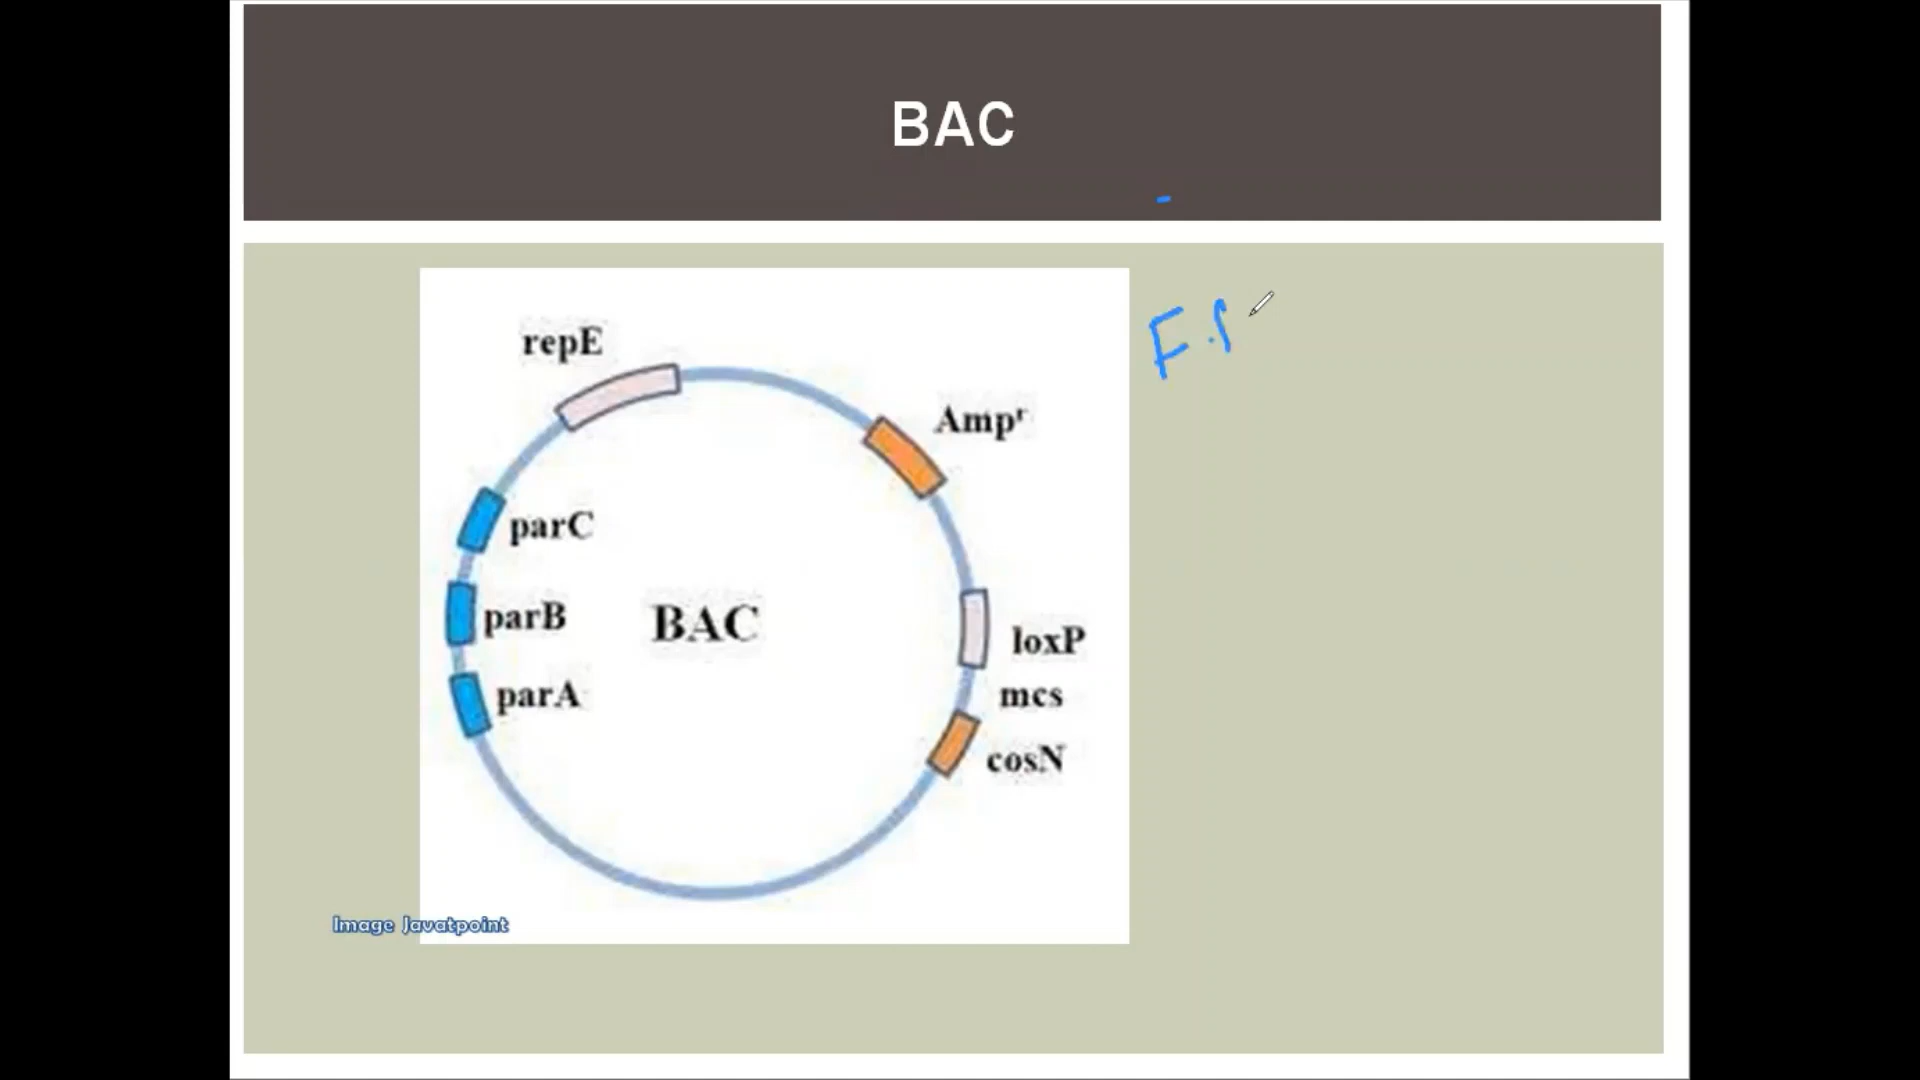 BAC
F.
repE
Ampʳ
parC
parB
BAC
loxP
parA
mcs
cosN
Image Javatpoint